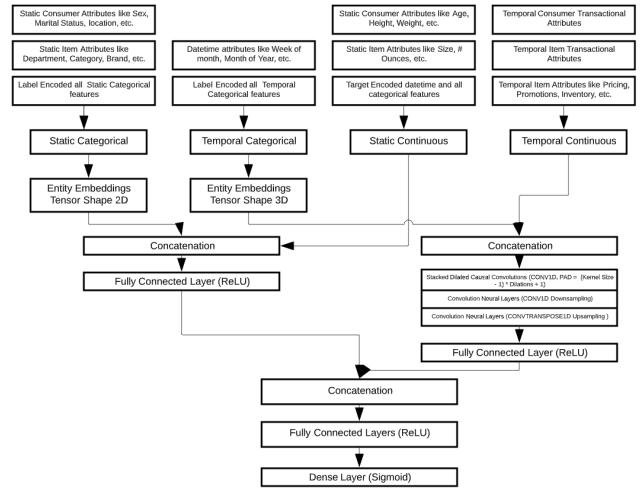 Static Consumer Attributes like Sex,
Marital Status, location, etc.
Static Consumer Attributes like Age,
Height, Weight, etc.
Temporal Consumer Transactional
Attributes
Static Item Attributes like
Department, Category, Brand, etc.
Datetime attributes like Week of
month, Month of Year, etc.
Static Item Attributes like Size, #
Ounces, etc.
Temporal Item Transactional
Attributes
Label Encoded all Static Categorical
features
Label Encoded all Temporal
Categorical features
Target Encoded datetime and all
categorical features
Temporal Item Attributes like Pricing,
Promotions, Inventory, etc.
Static Categorical
Temporal Categorical
Static Continuous
Temporal Continuous
Entity Embeddings
Tensor Shape 2D
Entity Embeddings
Tensor Shape 3D
Concatenation
Concatenation
Fully Connected Layer (ReLU)
Stacked Dilated Caural Convolutions (CONV1D, PAD = (Kernel Size
- 1) * Dilations + 1)
Convolution Neural Layers (CONV1D Downsampling)
Convolution Neural Layers (CONVTRANSPOSE1D Upsampling )
Fully Connected Layer (ReLU)
Concatenation
Fully Connected Layers (ReLU)
Dense Layer (Sigmoid)